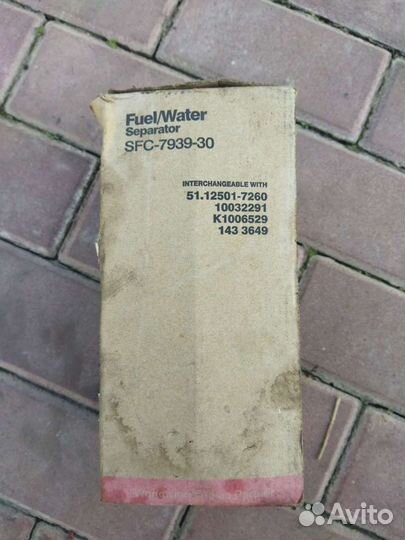 Fuel/Water
Separator
SFC-7939-30
INTERCHANGEABLE WITH
51.12501-7260
10032291
K1006529
143 3649
Avito